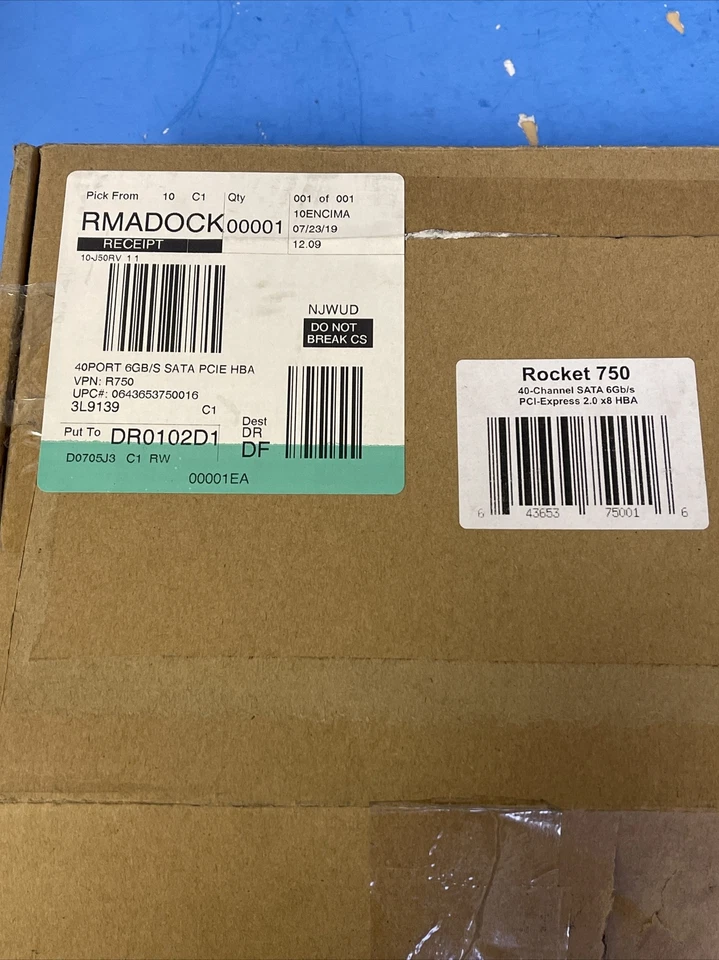 Pick From 10 C1 Qty 001 of 001
RMADOCK 00001 10ENCIMA
07/23/19
RECEIPT 12.09
10-J50RV 1 1
NJWUD
DO NOT
BREAK CS
40PORT 6GB/S SATA PCIE HBA
VPN: R750
UPC#: 0643653750016
3L9139 C1
Put To DR0102D1
Dest
DR
DF
D0705J3 C1 RW
00001EA
Rocket 750
40-Channel SATA 6Gb/s
PCI-Express 2.0 x8 HBA
6 43653 75001 6